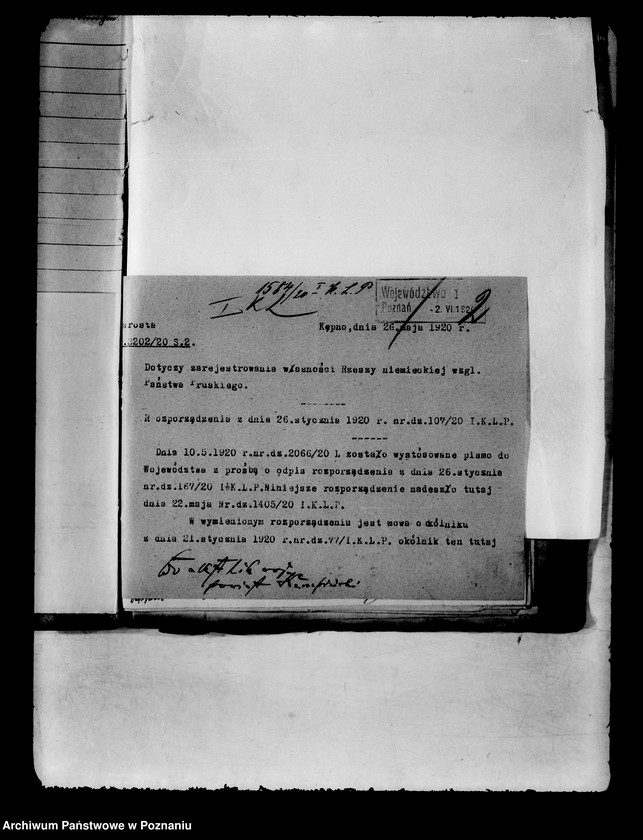 1584/20 I K.L.P
Województwo 1
Poznań -2.VI.1920
2
arosta
Kępno,dnia 26.maja 1920 r.
.3202/20 S.2.
Dotyczy zarejestrowania własności Rzeszy niemieckiej wzgl.
Państwa Pruskiego.
R ozporządzenia z dnia 26.stycznia 1920 r. nr.dz.107/20 I.K.L.P.
Dnia 10.5.1920 r.nr.dz.2066/20 L zostało wystosowane pismo do
Województwa z prośbą o odpis rozporządzenia z dnia 26.stycznia
nr.dz.167/20 I K.L.P.Niniejsze rozporządzenie nadeszło tutaj
dnia 22.maja Nr.dz.1405/20 I.K.L.P.
W wymienionym rozporządzeniu jest mowa o okólniku
z dnia 21.stycznia 1920 r.nr.dz.77/I.K.L.P. okólnik ten tutaj
powiat
Archiwum Państwowe w Poznaniu